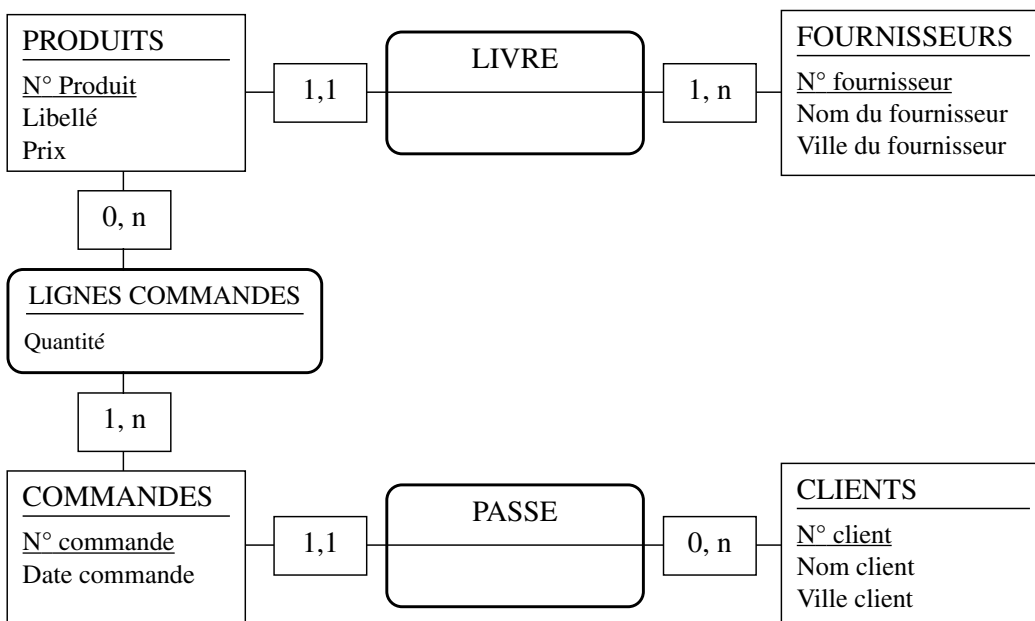 PRODUITS
N° Produit
Libellé
Prix
1,1
LIVRE
1, n
FOURNISSEURS
N° fournisseur
Nom du fournisseur
Ville du fournisseur
0, n
LIGNES COMMANDES
Quantité
1, n
COMMANDES
N° commande
Date commande
1,1
PASSE
0, n
CLIENTS
N° client
Nom client
Ville client